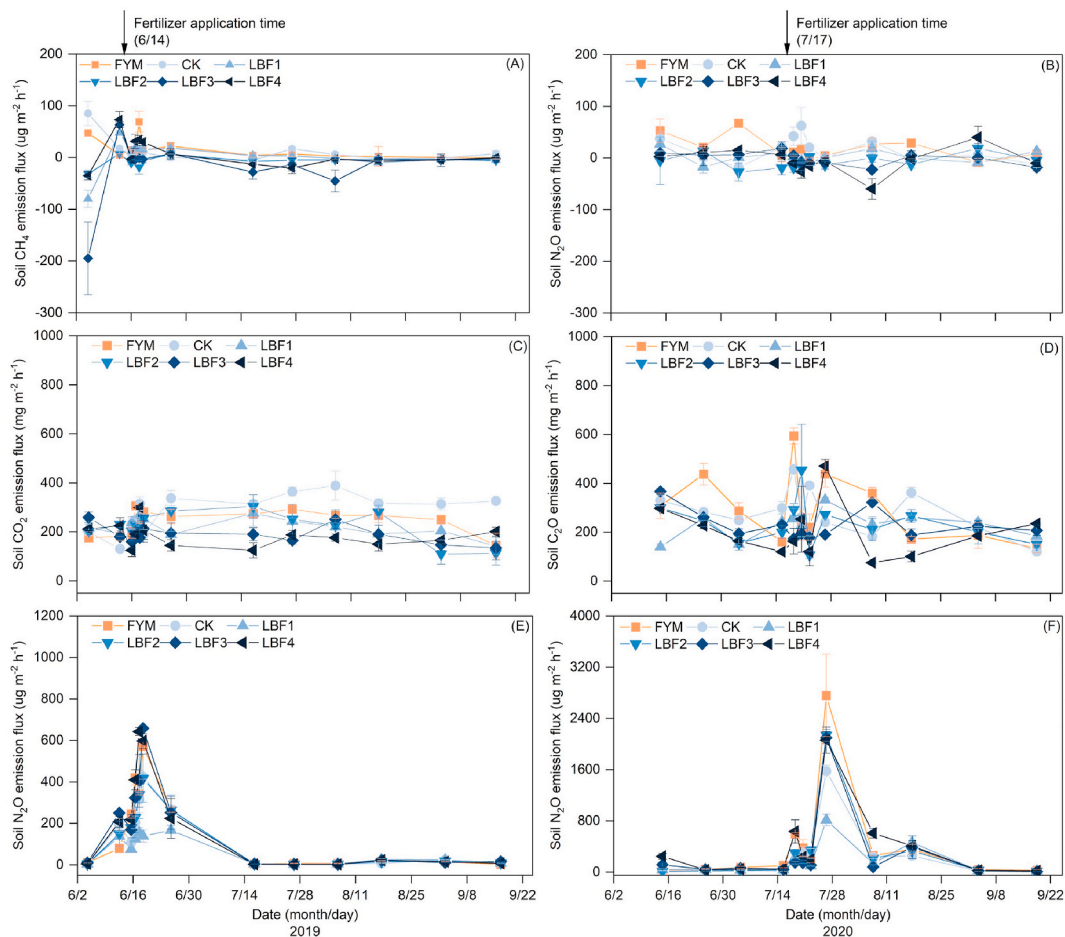 Fertilizer application time
(6/14)
Fertilizer application time
(7/17)
Soil CH4 emission flux (ug m-2 h-1)
200
100
0
-100
-200
-300
FYM CK LBF1
LBF2 LBF3 LBF4
(A)
Soil N2O emission flux (ug m-2 h-1)
200
100
0
-100
-200
-300
FYM CK LBF1
LBF2 LBF3 LBF4
(B)
Soil CO2 emission flux (mg m-2 h-1)
1000
800
600
400
200
0
FYM CK LBF1
LBF2 LBF3 LBF4
(C)
Soil C2O emission flux (mg m-2 h-1)
1000
800
600
400
200
0
FYM CK LBF1
LBF2 LBF3 LBF4
(D)
Soil N2O emission flux (ug m-2 h-1)
1200
1000
800
600
400
200
0
FYM CK LBF1
LBF2 LBF3 LBF4
(E)
6/2 6/16 6/30 7/14 7/28 8/11 8/25 9/8 9/22
Date (month/day)
2019
Soil N2O emission flux (ug m-2 h-1)
4000
3200
2400
1600
800
0
FYM CK LBF1
LBF2 LBF3 LBF4
(F)
6/2 6/16 6/30 7/14 7/28 8/11 8/25 9/8 9/22
Date (month/day)
2020